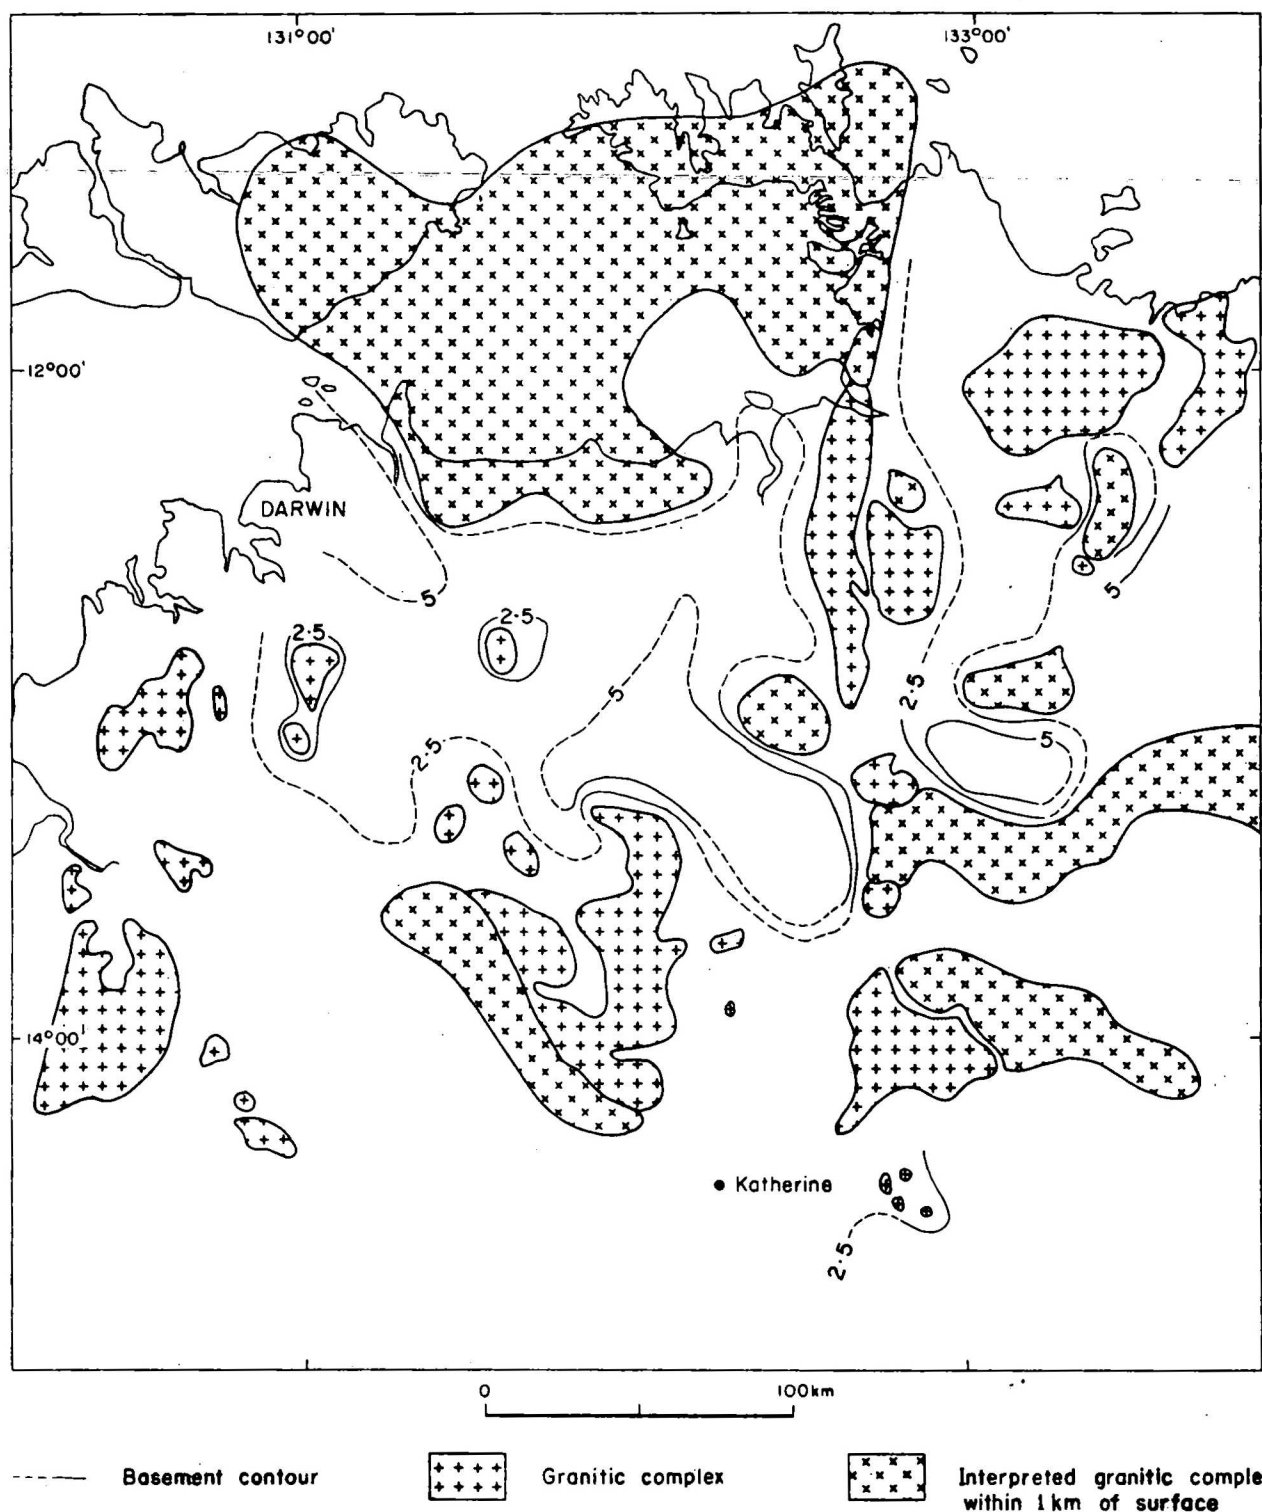 131°00'
133°00'
12°00'
DARWIN
5
5
2·5
2·5
5
2·5
5
2·5
14°00'
Katherine
2·5
0
100km
Basement contour
Granitic complex
Interpreted granitic comple
within 1 km of surface